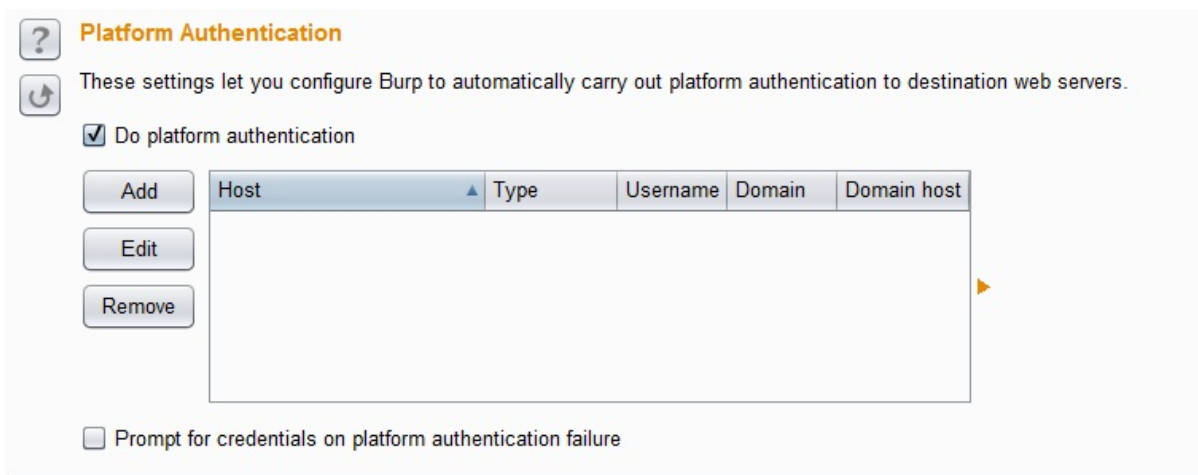 Platform Authentication
These settings let you configure Burp to automatically carry out platform authentication to destination web servers.
Do platform authentication
Add
Host Type Username Domain Domain host
Edit
Remove
Prompt for credentials on platform authentication failure